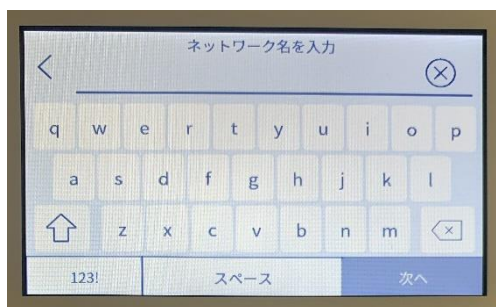 ネットワーク名を入力
q w e r t y u i o p
a s d f g h j k l
z x c v b n m
123! スペース 次へ